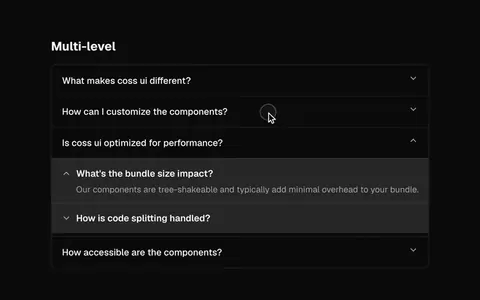 Multi-level
What makes coss ui different?
How can I customize the components?
Is coss ui optimized for performance?
What's the bundle size impact?
Our components are tree-shakeable and typically add minimal overhead to your bundle.
How is code splitting handled?
How accessible are the components?